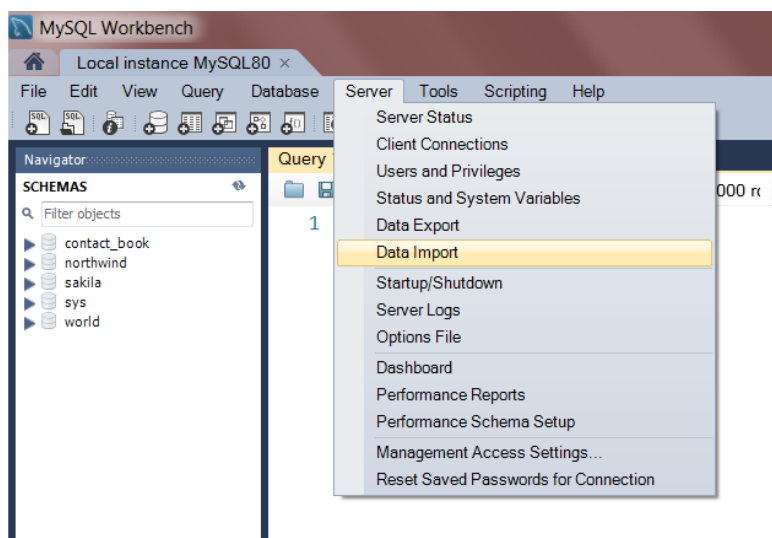 MySQL Workbench
Local instance MySQL80 ×
File Edit View Query Database Server Tools Scripting Help
SQL SQL
Navigator
SCHEMAS
Filter objects
contact_book
northwind
sakila
sys
world
Query
1
000 r
Server Status
Client Connections
Users and Privileges
Status and System Variables
Data Export
Data Import
Startup/Shutdown
Server Logs
Options File
Dashboard
Performance Reports
Performance Schema Setup
Management Access Settings...
Reset Saved Passwords for Connection